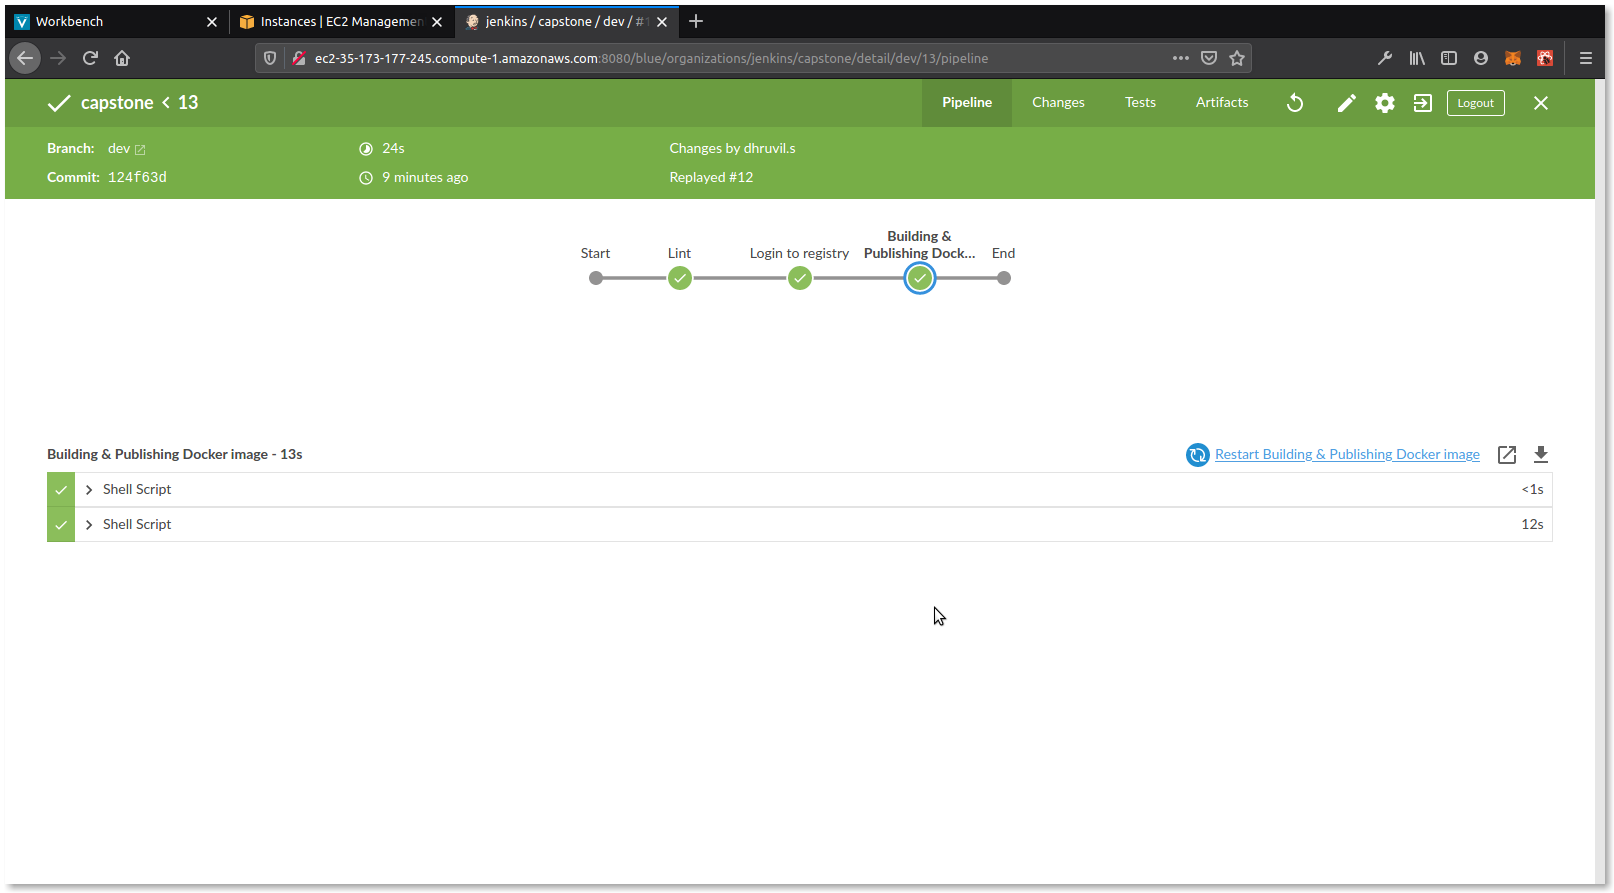 Workbench
Instances | EC2 Managemen
jenkins / capstone / dev / #1
ec2-35-173-177-245.compute-1.amazonaws.com:8080/blue/organizations/jenkins/capstone/detail/dev/13/pipeline
capstone < 13
Pipeline
Changes
Tests
Artifacts
Logout
Branch: dev
24s
Changes by dhruvil.s
Commit: 124f63d
9 minutes ago
Replayed #12
Start
Lint
Login to registry
Building &
Publishing Dock...
End
Building & Publishing Docker image - 13s
Restart Building & Publishing Docker image
Shell Script
<1s
Shell Script
12s